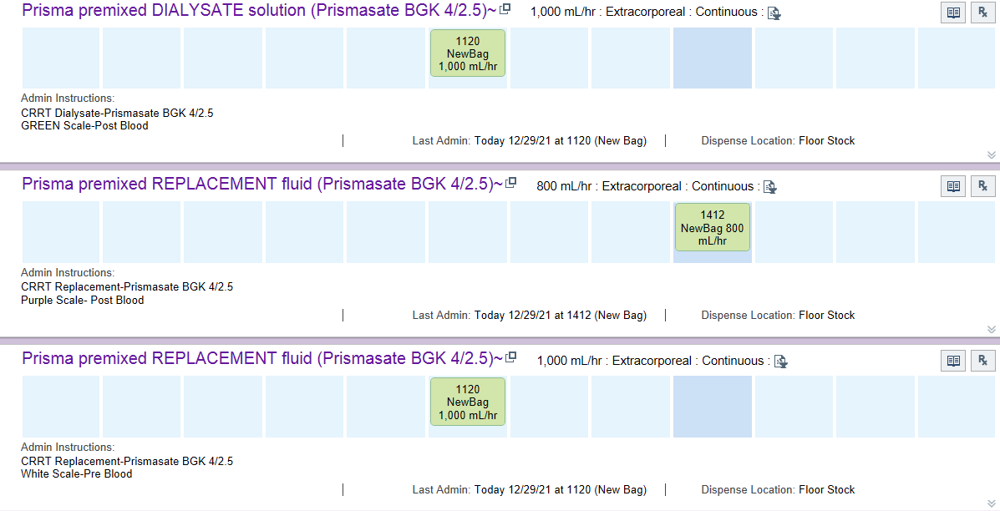 Prisma premixed DIALYSATE solution (Prismasate BGK 4/2.5)~ 1,000 mL/hr : Extracorporeal : Continuous :
1120
NewBag
1,000 mL/hr
Admin Instructions:
CRRT Dialysate-Prismasate BGK 4/2.5
GREEN Scale-Post Blood
Last Admin: Today 12/29/21 at 1120 (New Bag) Dispense Location: Floor Stock
Prisma premixed REPLACEMENT fluid (Prismasate BGK 4/2.5)~ 800 mL/hr : Extracorporeal : Continuous :
1412
NewBag 800
mL/hr
Admin Instructions:
CRRT Replacement-Prismasate BGK 4/2.5
Purple Scale- Post Blood
Last Admin: Today 12/29/21 at 1412 (New Bag) Dispense Location: Floor Stock
Prisma premixed REPLACEMENT fluid (Prismasate BGK 4/2.5)~ 1,000 mL/hr : Extracorporeal : Continuous :
1120
NewBag
1,000 mL/hr
Admin Instructions:
CRRT Replacement-Prismasate BGK 4/2.5
White Scale-Pre Blood
Last Admin: Today 12/29/21 at 1120 (New Bag) Dispense Location: Floor Stock